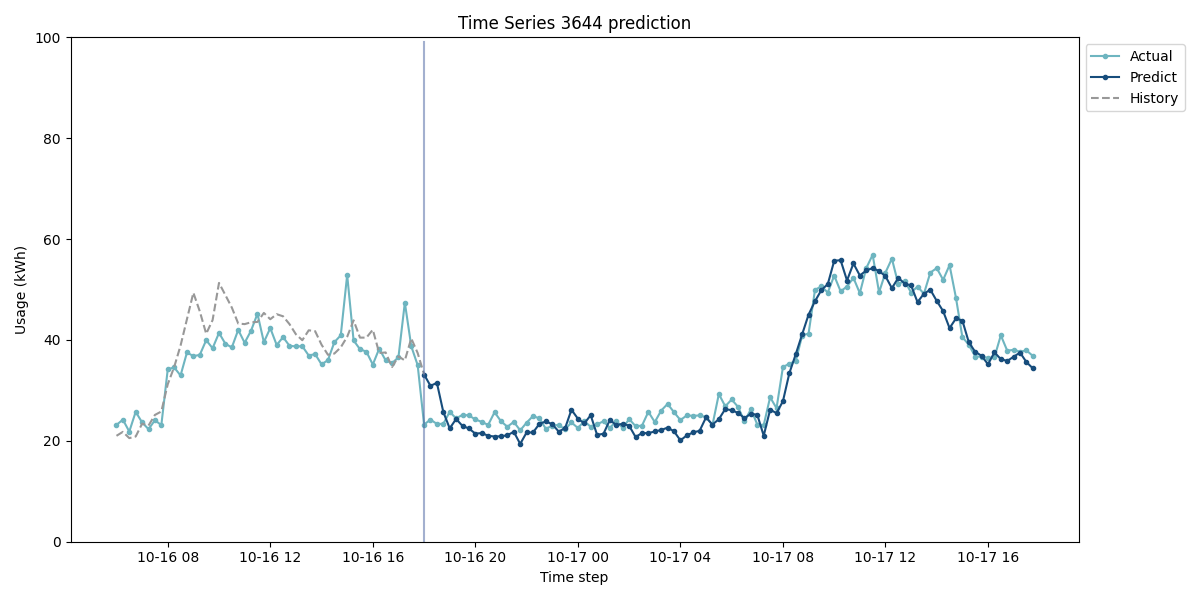 Time Series 3644 prediction
100
80
60
40
20
0
Usage (kWh)
10-16 08
10-16 12
10-16 16
10-16 20
10-17 00
10-17 04
10-17 08
10-17 12
10-17 16
Time step
Actual
Predict
History